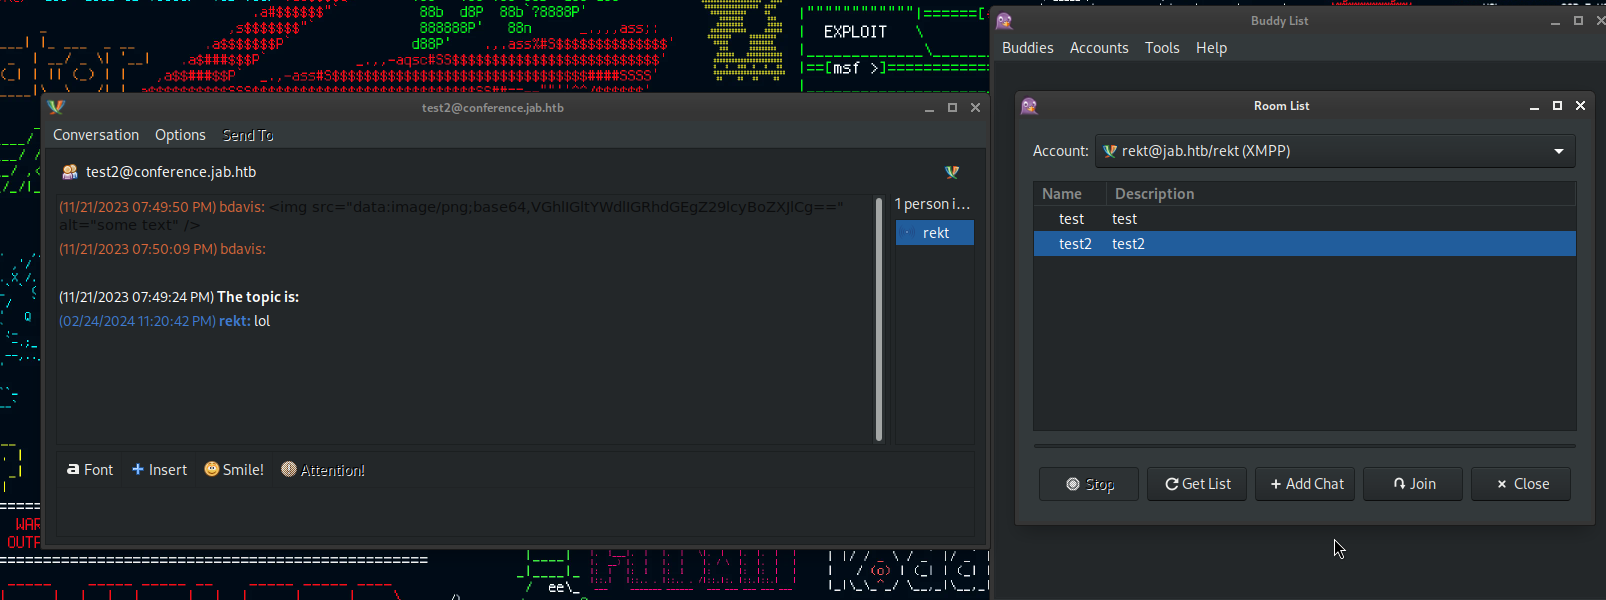 EXPLOIT
==[msf >]============
Buddy List
Buddies Accounts Tools Help
test2@conference.jab.htb
Conversation Options Send To
test2@conference.jab.htb
(11/21/2023 07:49:50 PM) bdavis: <img src="data:image/png;base64,VGhlIGltYWdlIGRhdGEgZ29lcyBoZXJlCg=="
alt="some text" />
(11/21/2023 07:50:09 PM) bdavis:
(11/21/2023 07:49:24 PM) The topic is:
(02/24/2024 11:20:42 PM) rekt: lol
1 person i...
rekt
Font Insert Smile! Attention!
Room List
Account: rekt@jab.htb/rekt (XMPP)
Name Description
test test
test2 test2
Stop Get List + Add Chat Join × Close
WAR
OUTF